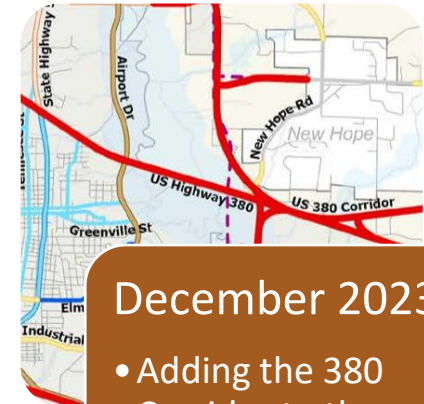 State Highway
Airport Dr
New Hope Rd
New Hope
US Highway 380
US 380 Corridor
Greenville St
Elm
Industrial
December 2023
• Adding the 380